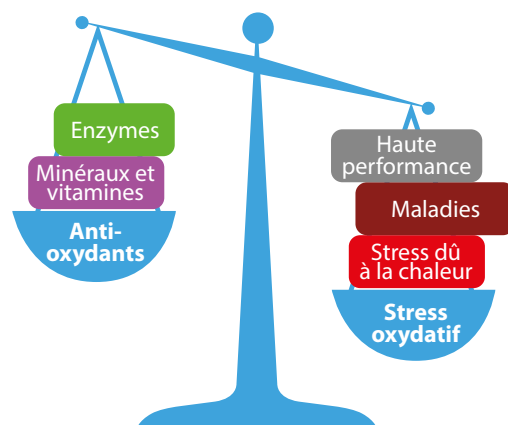 Enzymes
Minéraux et
vitamines
Anti-
oxydants
Haute
performance
Maladies
Stress dû
à la chaleur
Stress
oxydatif